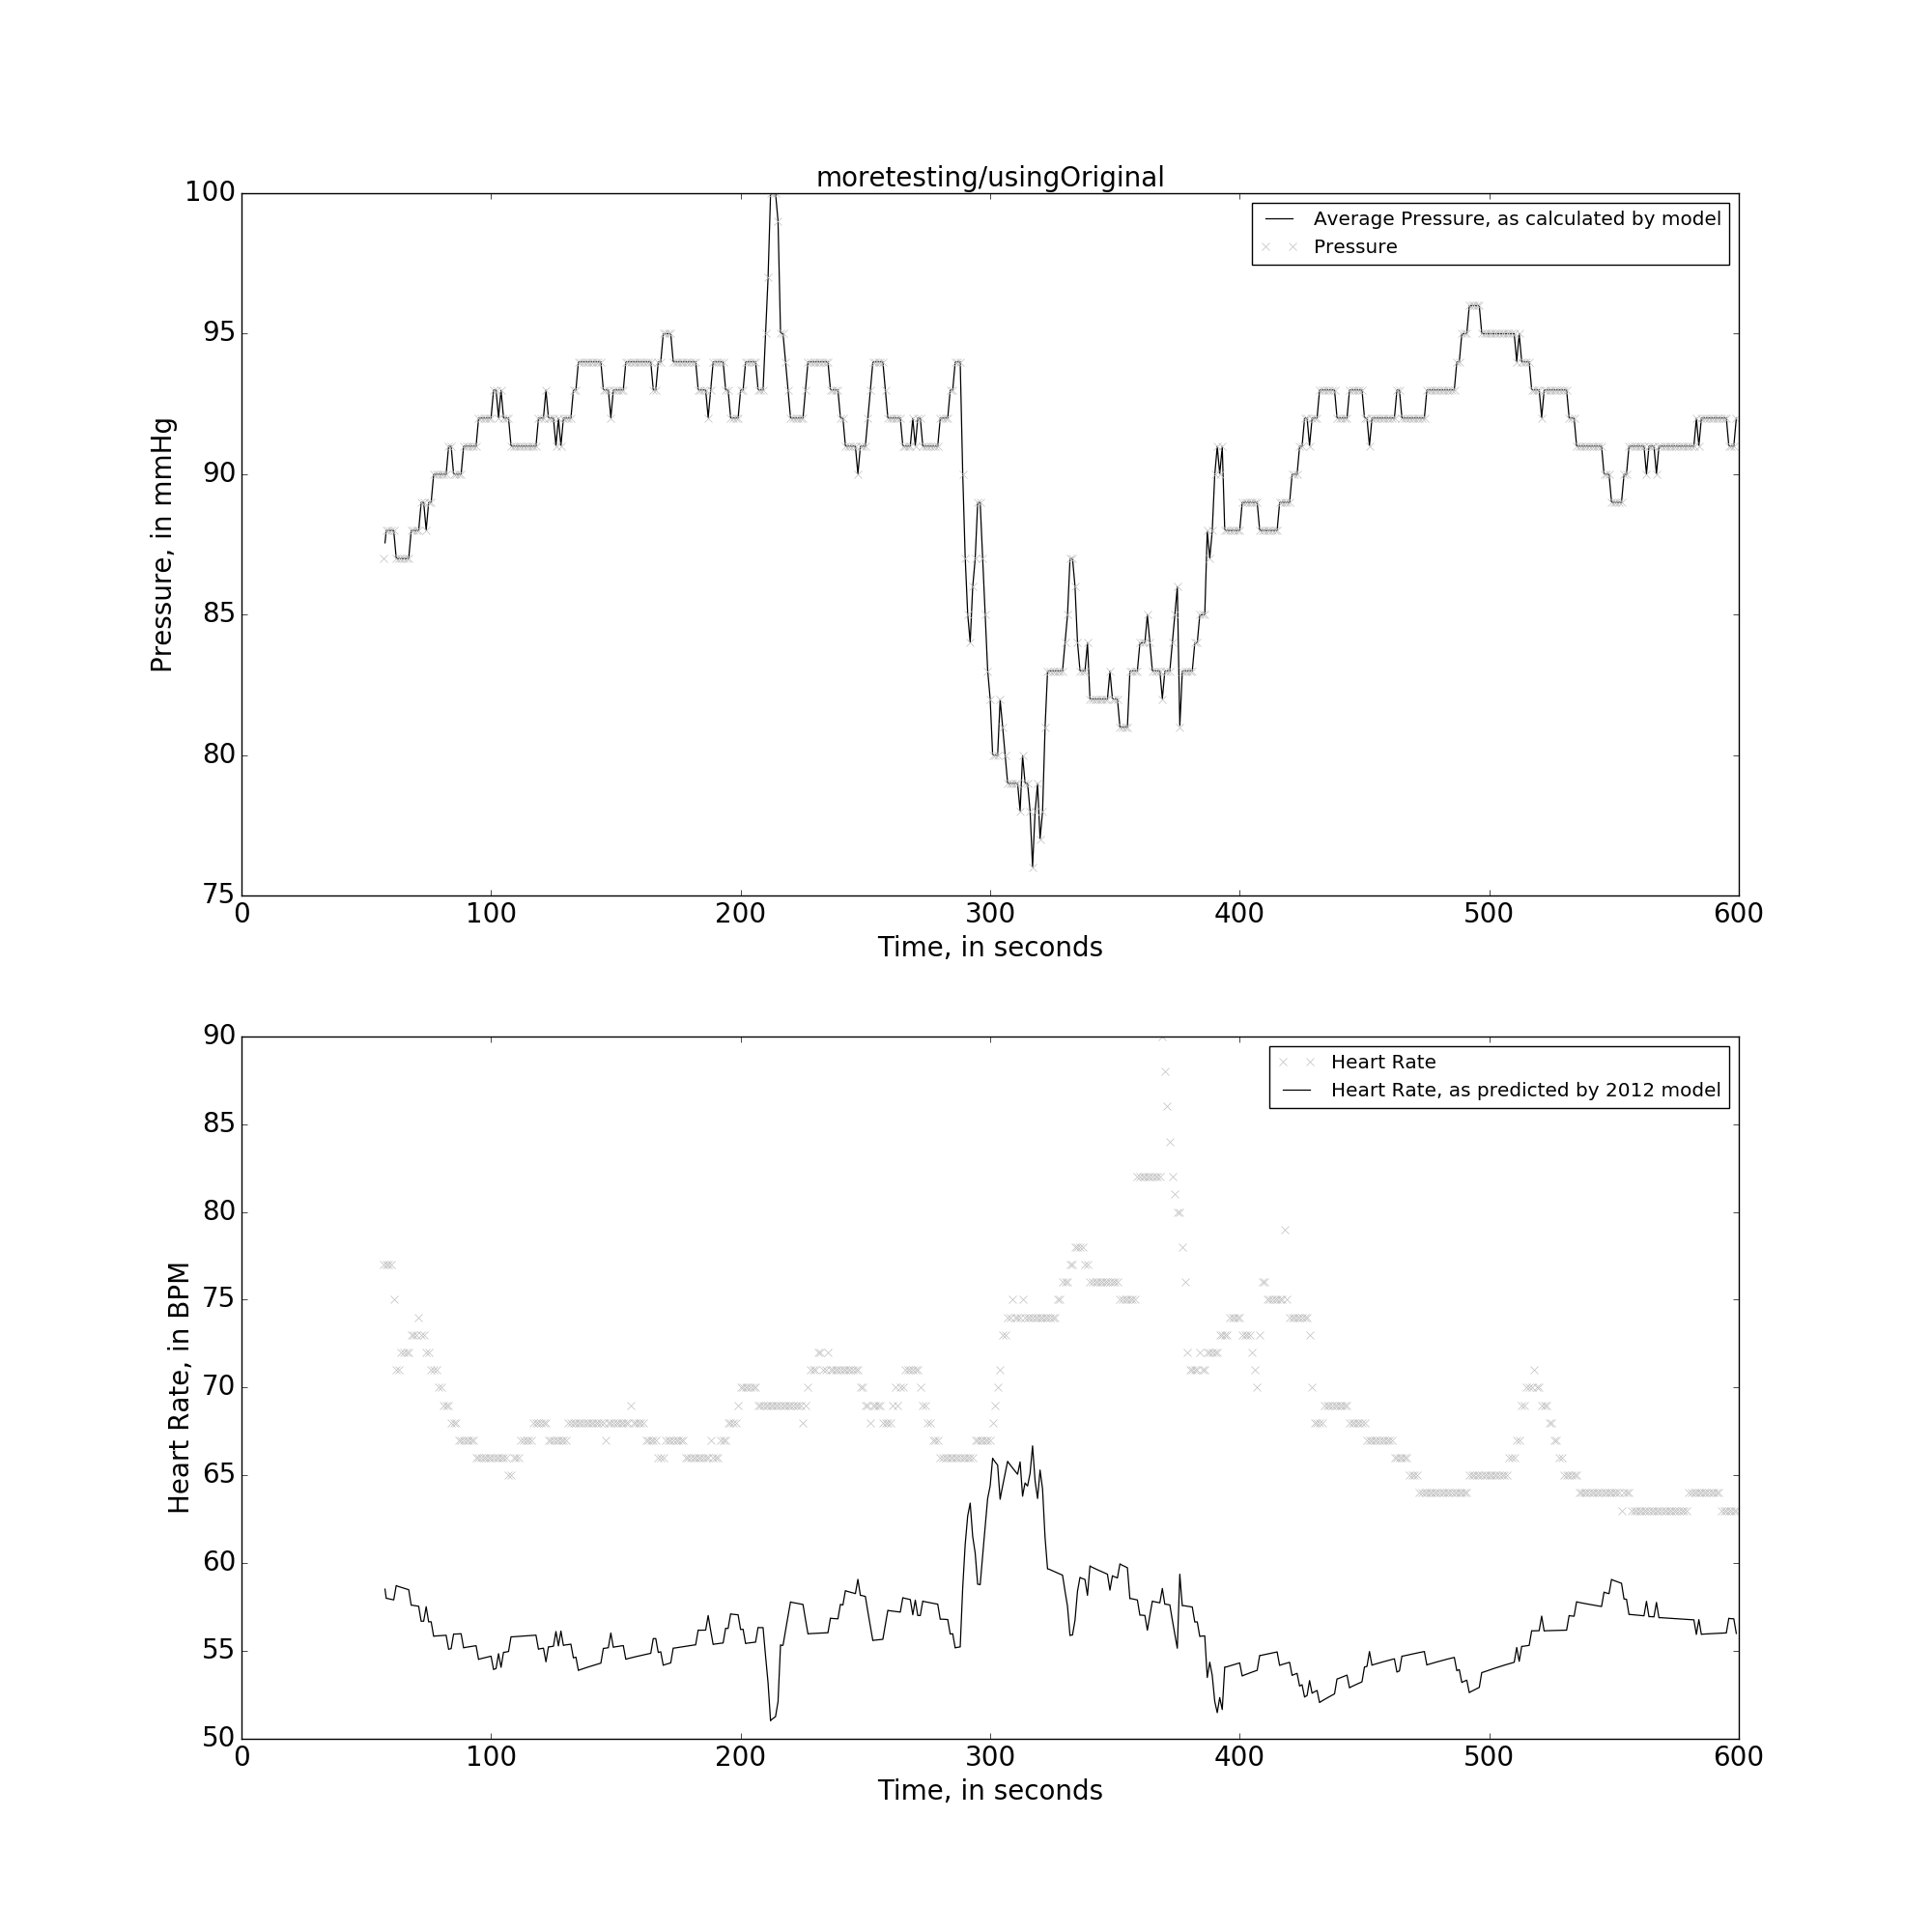 moretesting/usingOriginal
100
95
90
85
80
75
Pressure, in mmHg
Average Pressure, as calculated by model
Pressure
0 100 200 300 400 500 600
Time, in seconds
90
85
80
75
70
65
60
55
50
Heart Rate, in BPM
Heart Rate
Heart Rate, as predicted by 2012 model
0 100 200 300 400 500 600
Time, in seconds